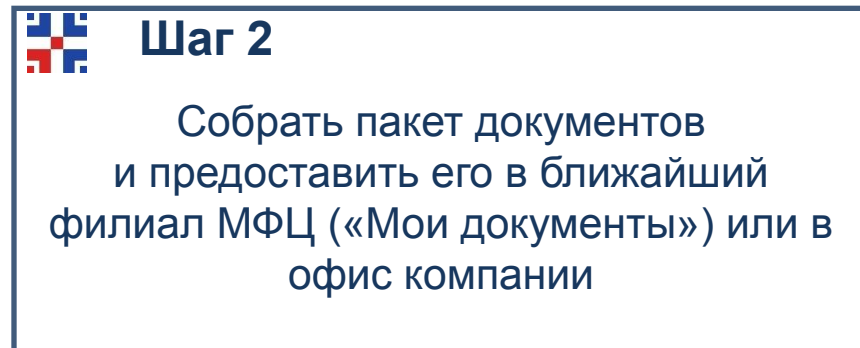 Шаг 2
Собрать пакет документов
и предоставить его в ближайший
филиал МФЦ («Мои документы») или в
офис компании